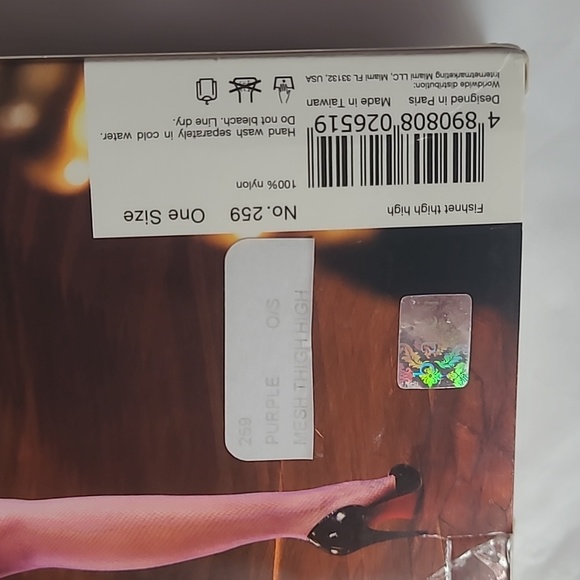 Fishnet thigh high
No. 259 One Size
100% nylon
4 890808 026519
Hand wash separately in cold water.
Do not bleach. Line dry.
Designed in Paris Made in Taiwan
Worldwide distribution:
Internetmarketing Miami, LLC, Miami FL 33132, USA
259
PURPLE O/S
MESH THIGH HIGH